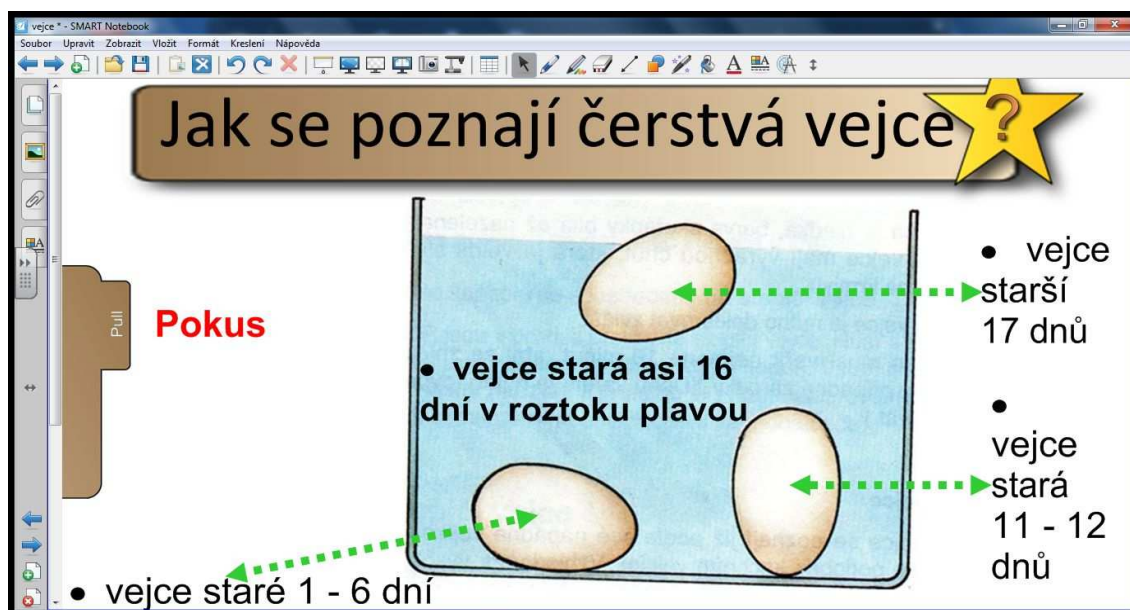 vejce * - SMART Notebook
Soubor Upravit Zobrazit Vložit Formát Kreslení Nápověda
Jak se poznají čerstvá vejce
?
Pull
Pokus
• vejce
starší
17 dnů
• vejce stará asi 16
dní v roztoku plavou
•
vejce
stará
11 - 12
dnů
• vejce staré 1 - 6 dní